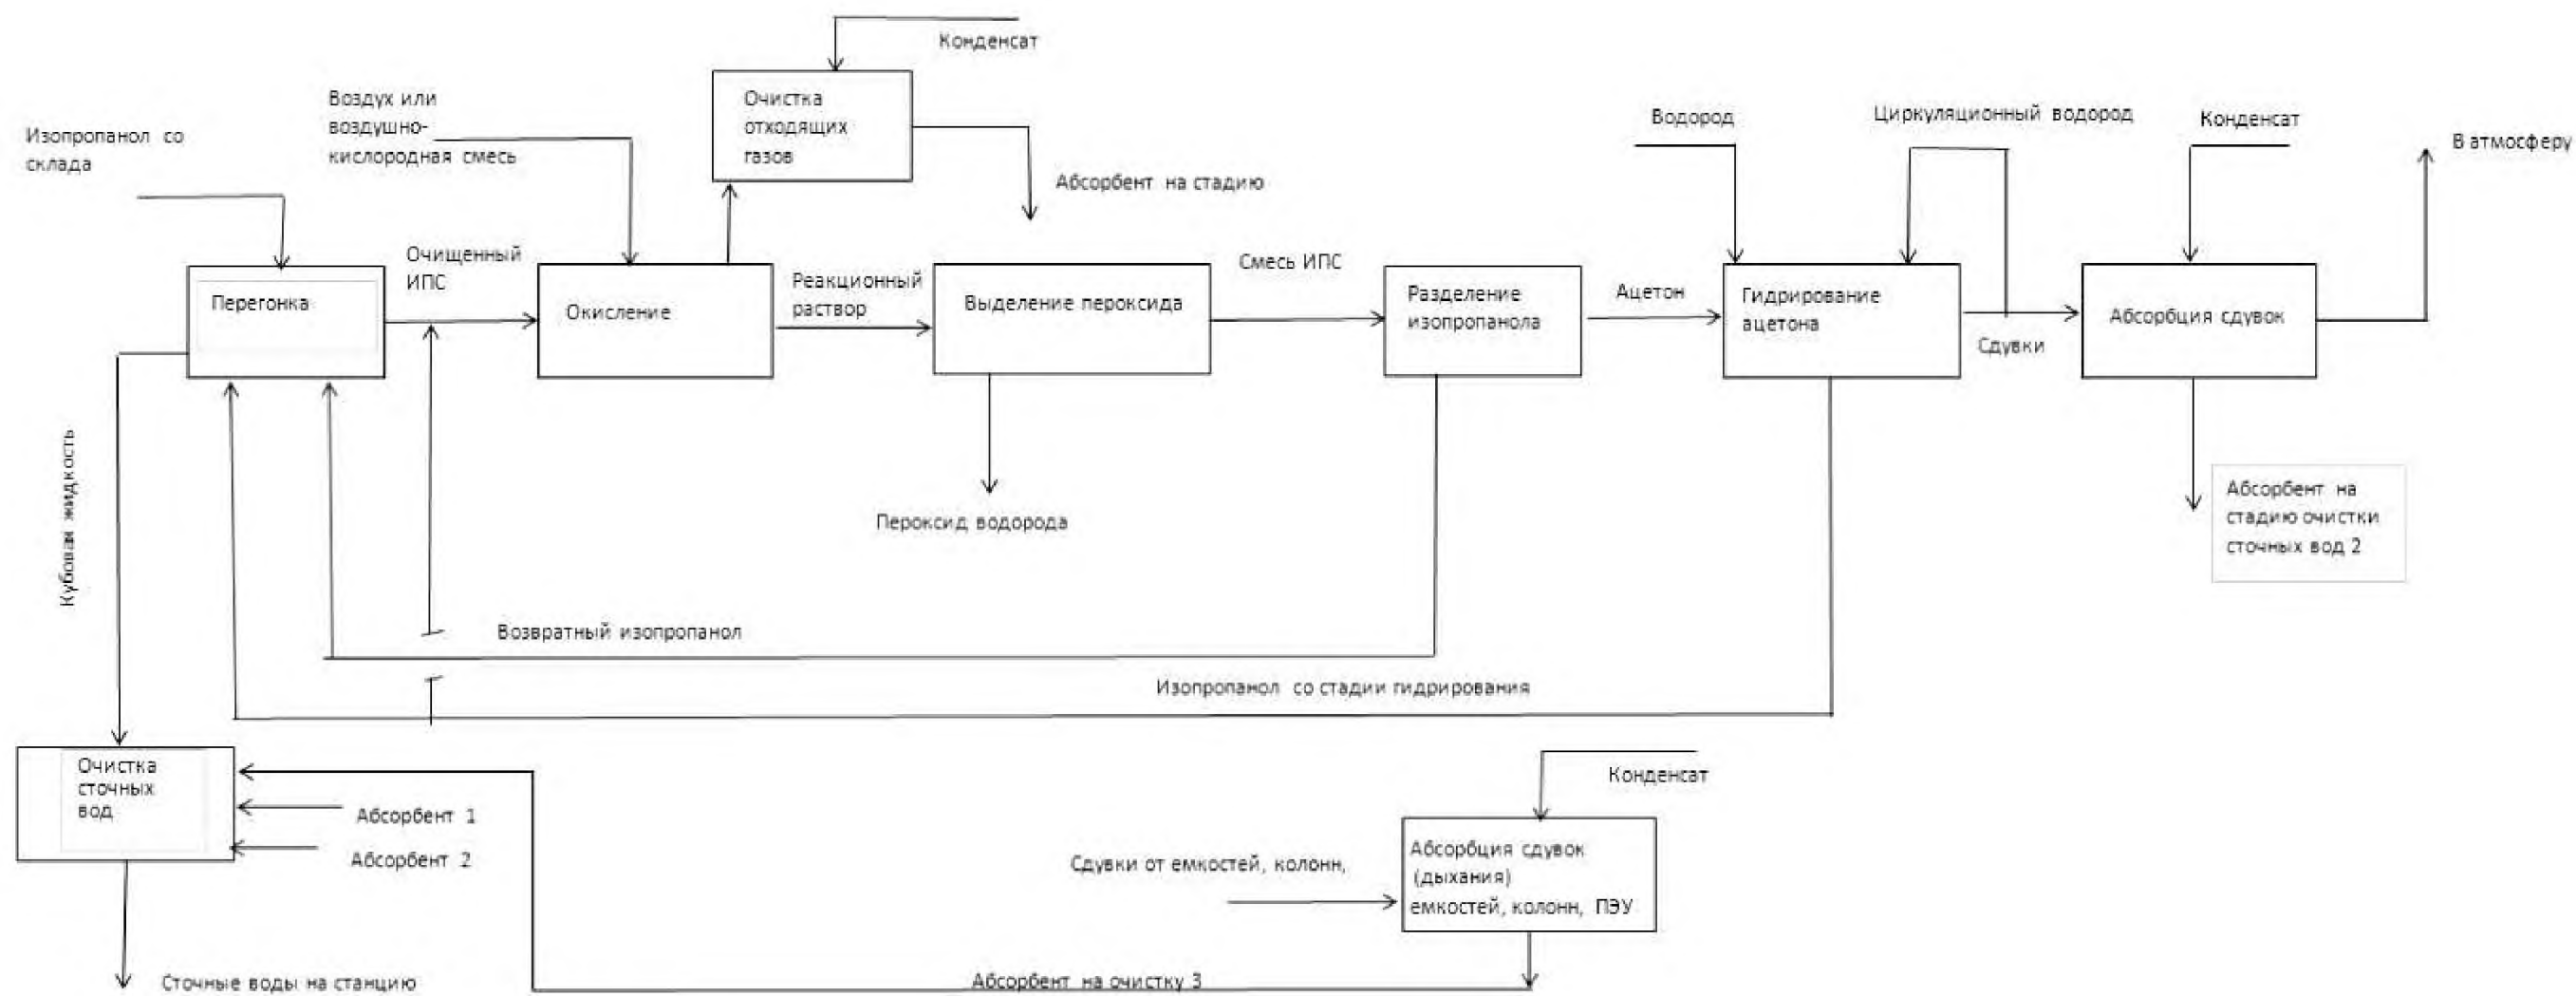 Конденсат
Очистка
отходящих
газов
Воздух или
воздушно-
кислородная смесь
Изопропанол со
склада
Абсорбент на стадию
Водород
Циркуляционный водород
Конденсат
В атмосферу
Перегонка
Очищенный
ИПС
Окисление
Реакционный
раствор
Выделение пероксида
Смесь ИПС
Разделение
изопропанола
Ацетон
Гидрирование
ацетона
Сдувки
Абсорбция сдувок
Кубовая жидкость
Пероксид водорода
Абсорбент на
стадию очистки
сточных вод 2
Возвратный изопропанол
Изопропанол со стадии гидрирования
Очистка
сточных
вод
Абсорбент 1
Абсорбент 2
Конденсат
Сдувки от емкостей, колонн,
Абсорбция сдувок
(дыхания)
емкостей, колонн, ПЭУ
Сточные воды на станцию
Абсорбент на очистку 3